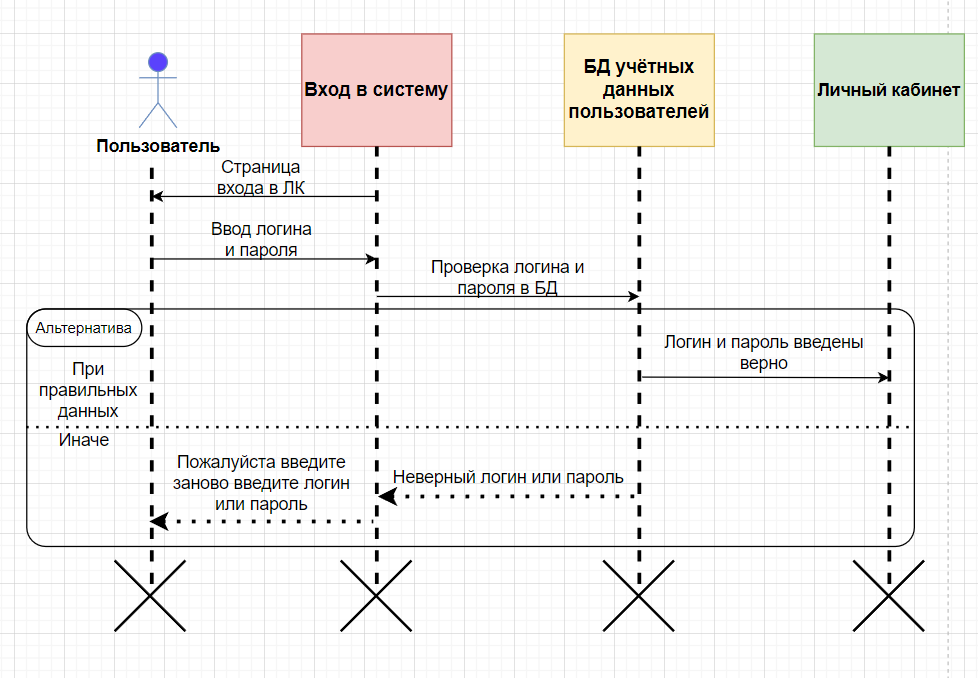 Пользователь
Вход в систему
БД учётных
данных
пользователей
Личный кабинет
Страница
входа в ЛК
Ввод логина
и пароля
Проверка логина и
пароля в БД
Альтернатива
При
правильных
данных
Логин и пароль введены
верно
Иначе
Неверный логин или пароль
Пожалуйста введите
заново введите логин
или пароль